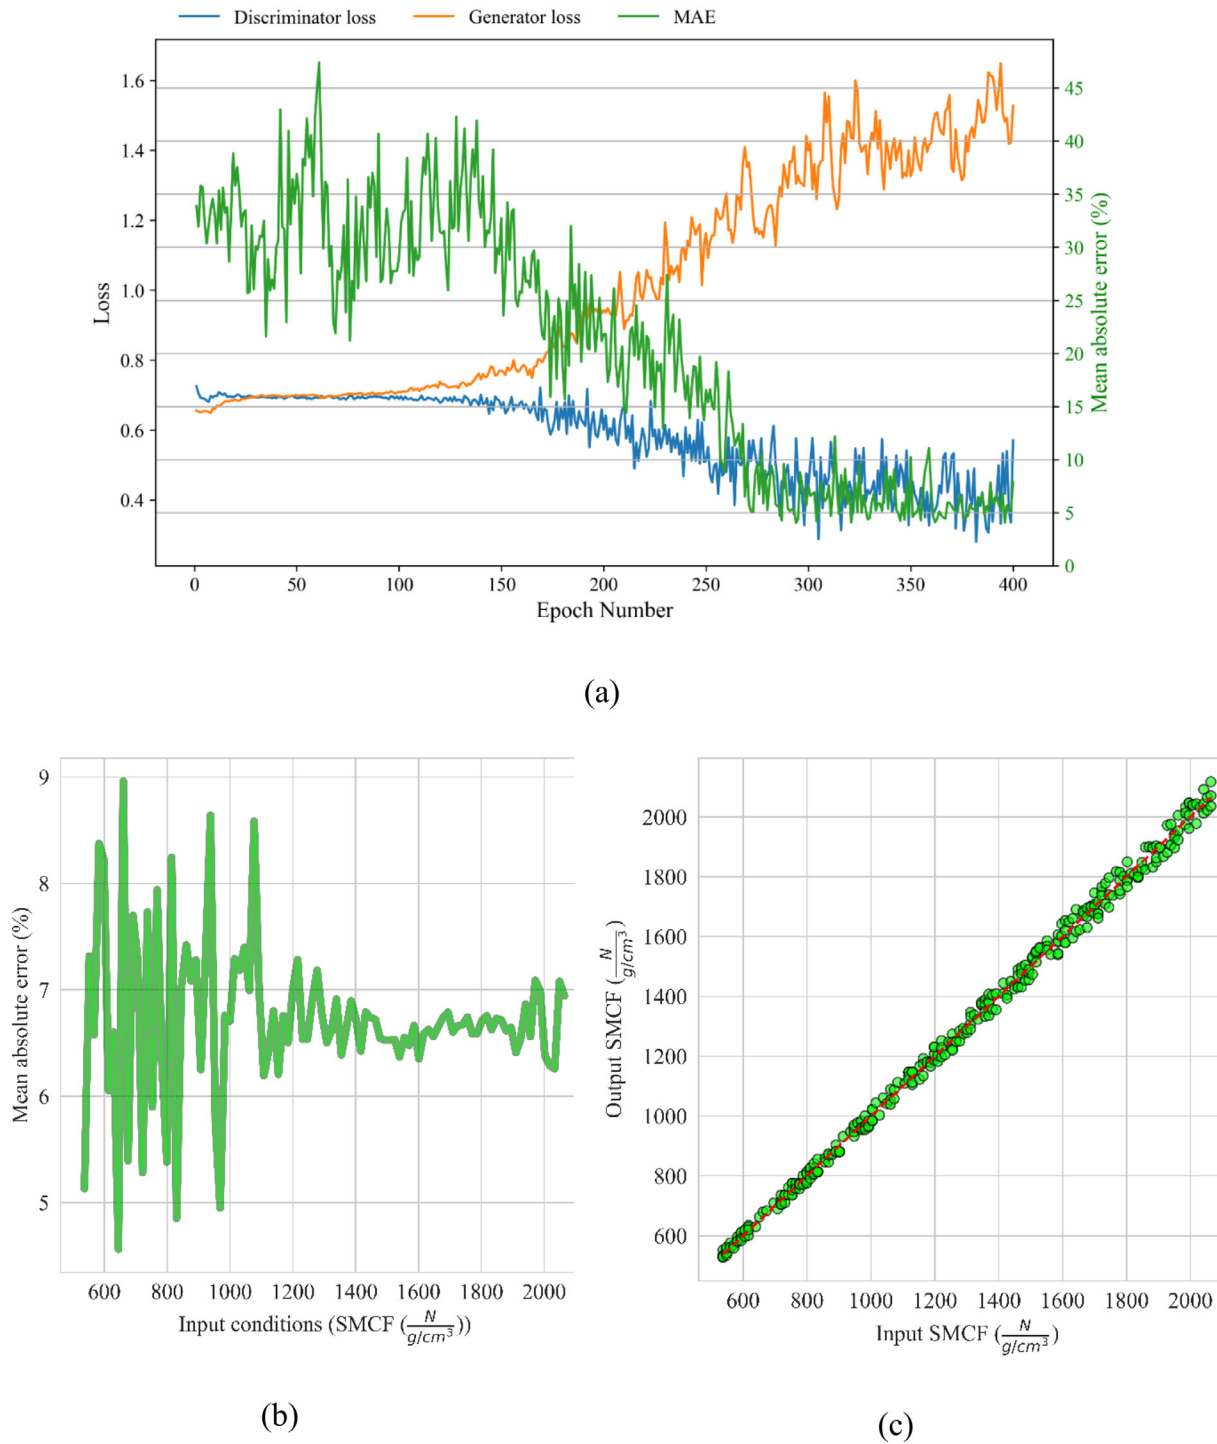 Discriminator loss Generator loss MAE
1.6
1.4
1.2
1.0
0.8
0.6
0.4
Loss
45
40
35
30
25
20
15
10
5
0
Mean absolute error (%)
0 50 100 150 200 250 300 350 400
Epoch Number
(a)
9
8
7
6
5
Mean absolute error (%)
600 800 1000 1200 1400 1600 1800 2000
Input conditions (SMCF (N/g/cm³))
(b)
2000
1800
1600
1400
1200
1000
800
600
Output SMCF (N/g/cm³)
600 800 1000 1200 1400 1600 1800 2000
Input SMCF (N/g/cm³)
(c)